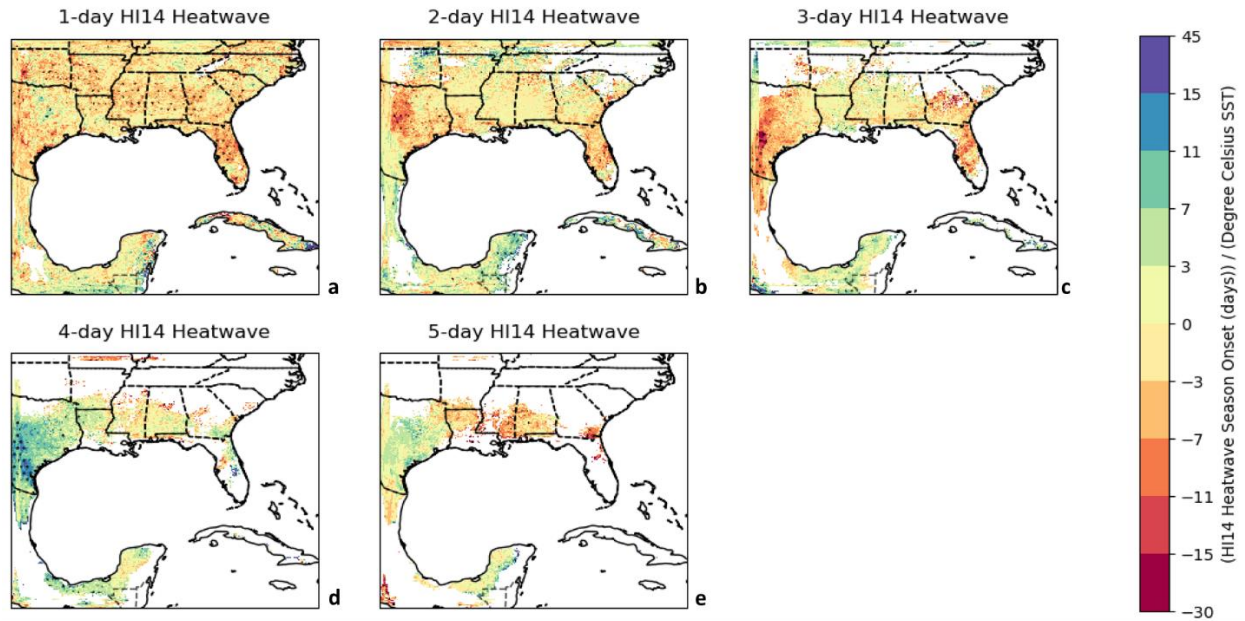 1-day HI14 Heatwave
2-day HI14 Heatwave
3-day HI14 Heatwave
a
b
c
4-day HI14 Heatwave
5-day HI14 Heatwave
d
e
45
15
11
7
3
0
−3
−7
−11
−15
−30
(HI14 Heatwave Season Onset (days)) / (Degree Celsius SST)